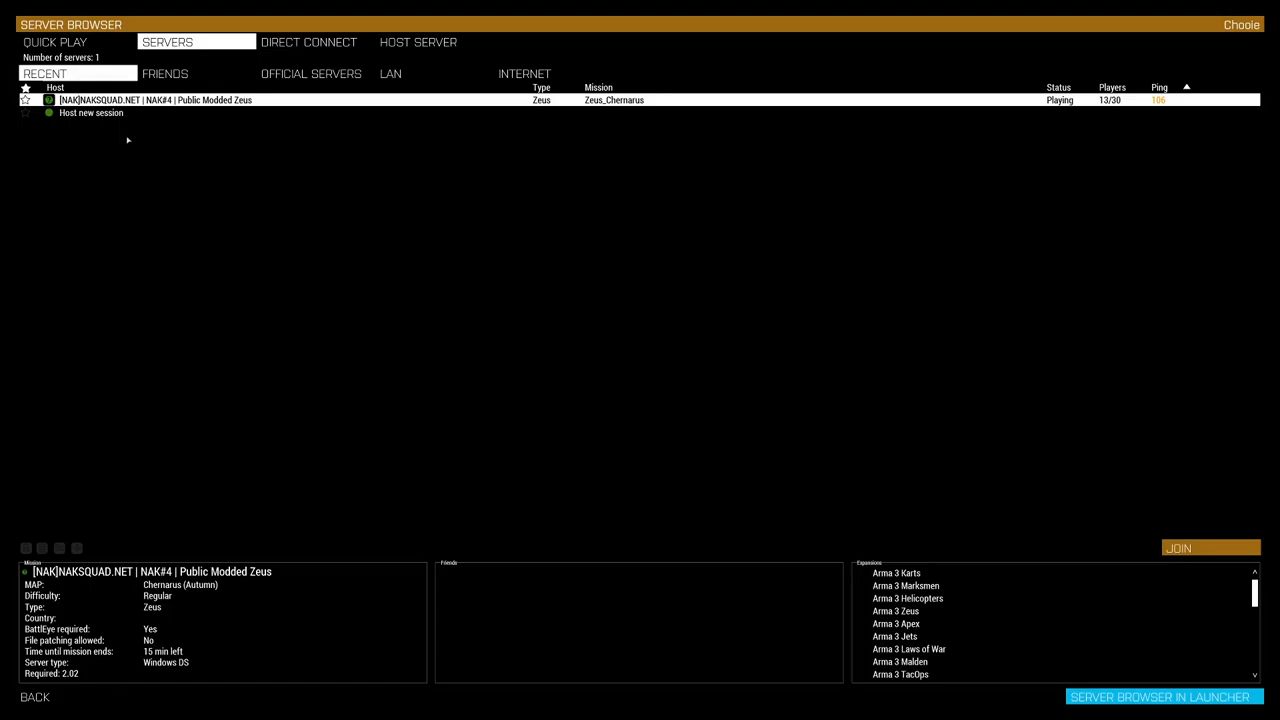 SERVER BROWSER Chooie
QUICK PLAY SERVERS DIRECT CONNECT HOST SERVER
Number of servers: 1
RECENT FRIENDS OFFICIAL SERVERS LAN INTERNET
Host Type Mission Status Players Ping
[NAK]NAKSQUAD.NET | NAK#4 | Public Modded Zeus Zeus Zeus_Chernarus Playing 13/30 106
Host new session
JOIN
Mission
[NAK]NAKSQUAD.NET | NAK#4 | Public Modded Zeus
MAP: Chernarus (Autumn)
Difficulty: Regular
Type: Zeus
Country:
BattlEye required: Yes
File patching allowed: No
Time until mission ends: 15 min left
Server type: Windows DS
Required: 2.02
Friends
Expansions
Arma 3 Karts
Arma 3 Marksmen
Arma 3 Helicopters
Arma 3 Zeus
Arma 3 Apex
Arma 3 Jets
Arma 3 Laws of War
Arma 3 Malden
Arma 3 TacOps
BACK SERVER BROWSER IN LAUNCHER